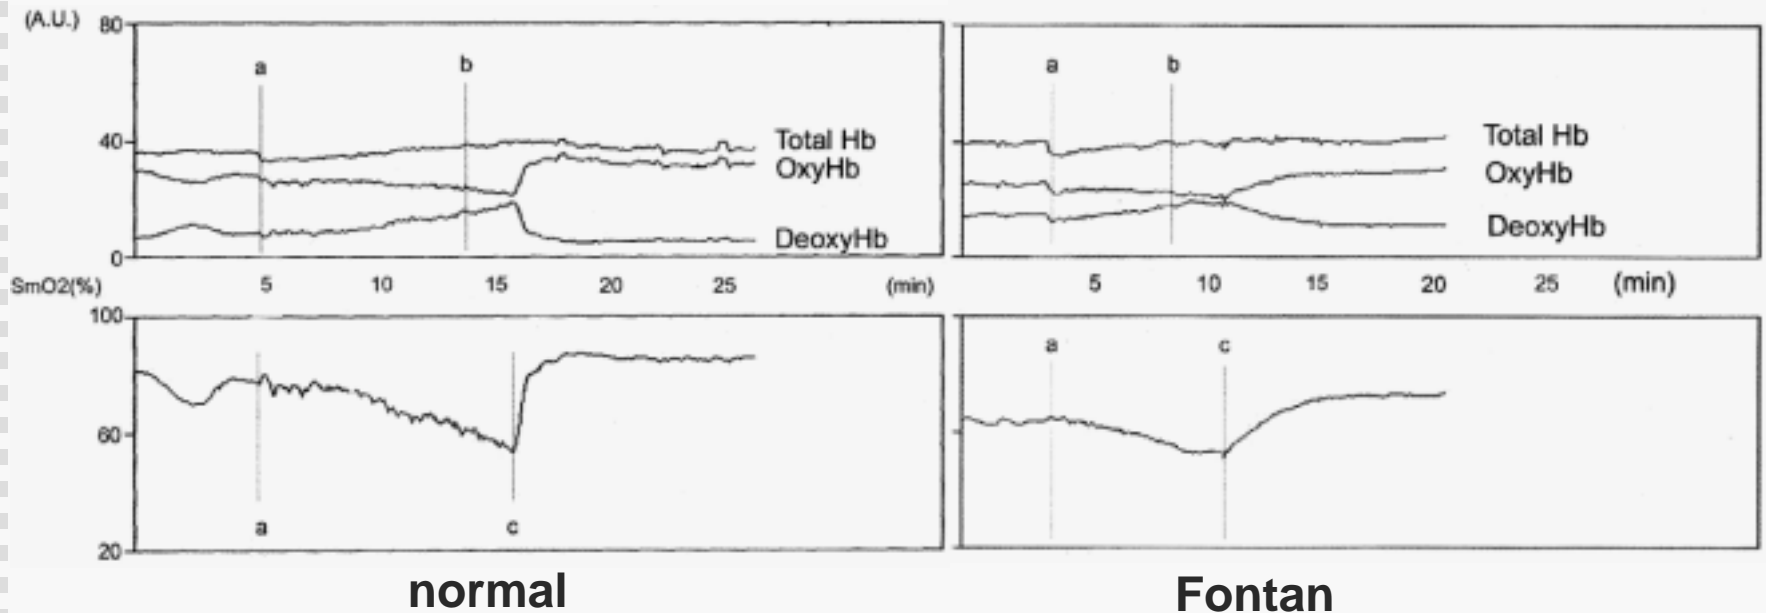 (A.U.) 80
a b a b
40 Total Hb Total Hb
OxyHb OxyHb
DeoxyHb DeoxyHb
0
SmO2(%) 5 10 15 20 25 (min) 5 10 15 20 25 (min)
100
a c
60
a c
20
normal Fontan